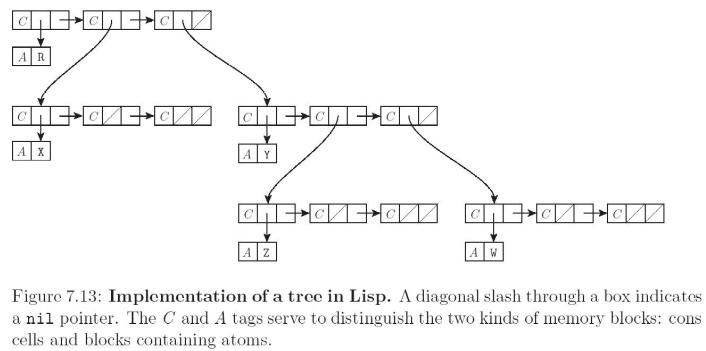 C C C
A R
C C C C C C
A X A Y
C C C C C C
A Z A W
Figure 7.13: Implementation of a tree in Lisp. A diagonal slash through a box indicates
a nil pointer. The C and A tags serve to distinguish the two kinds of memory blocks: cons
cells and blocks containing atoms.